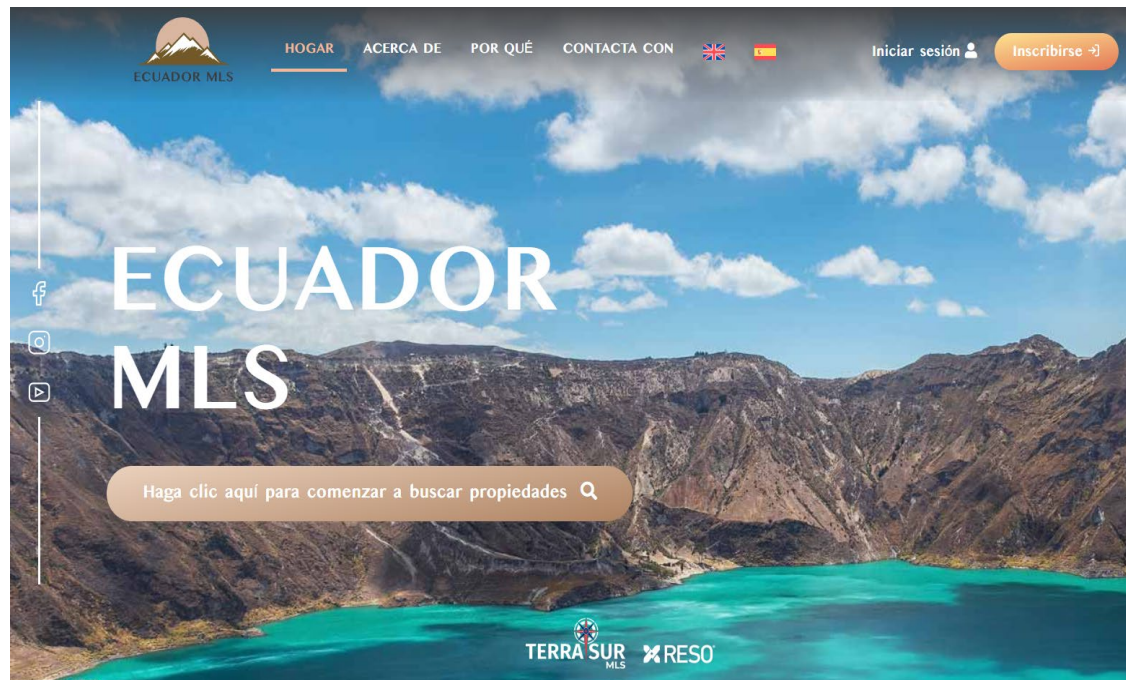 ECUADOR MLS
HOGAR ACERCA DE POR QUÉ CONTACTA CON Iniciar sesión Inscribirse
ECUADOR
MLS
Haga clic aquí para comenzar a buscar propiedades
TERRA SUR
MLS
RESO